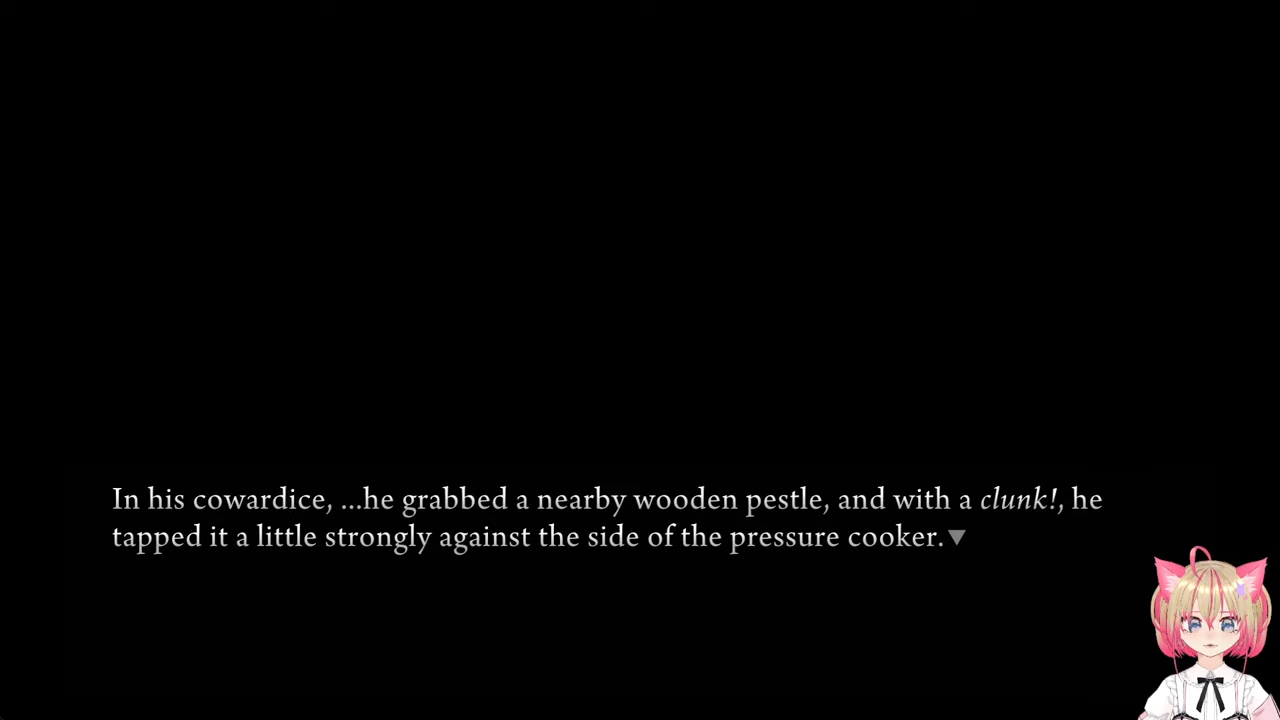 In his cowardice, ...he grabbed a nearby wooden pestle, and with a clunk!, he
tapped it a little strongly against the side of the pressure cooker.